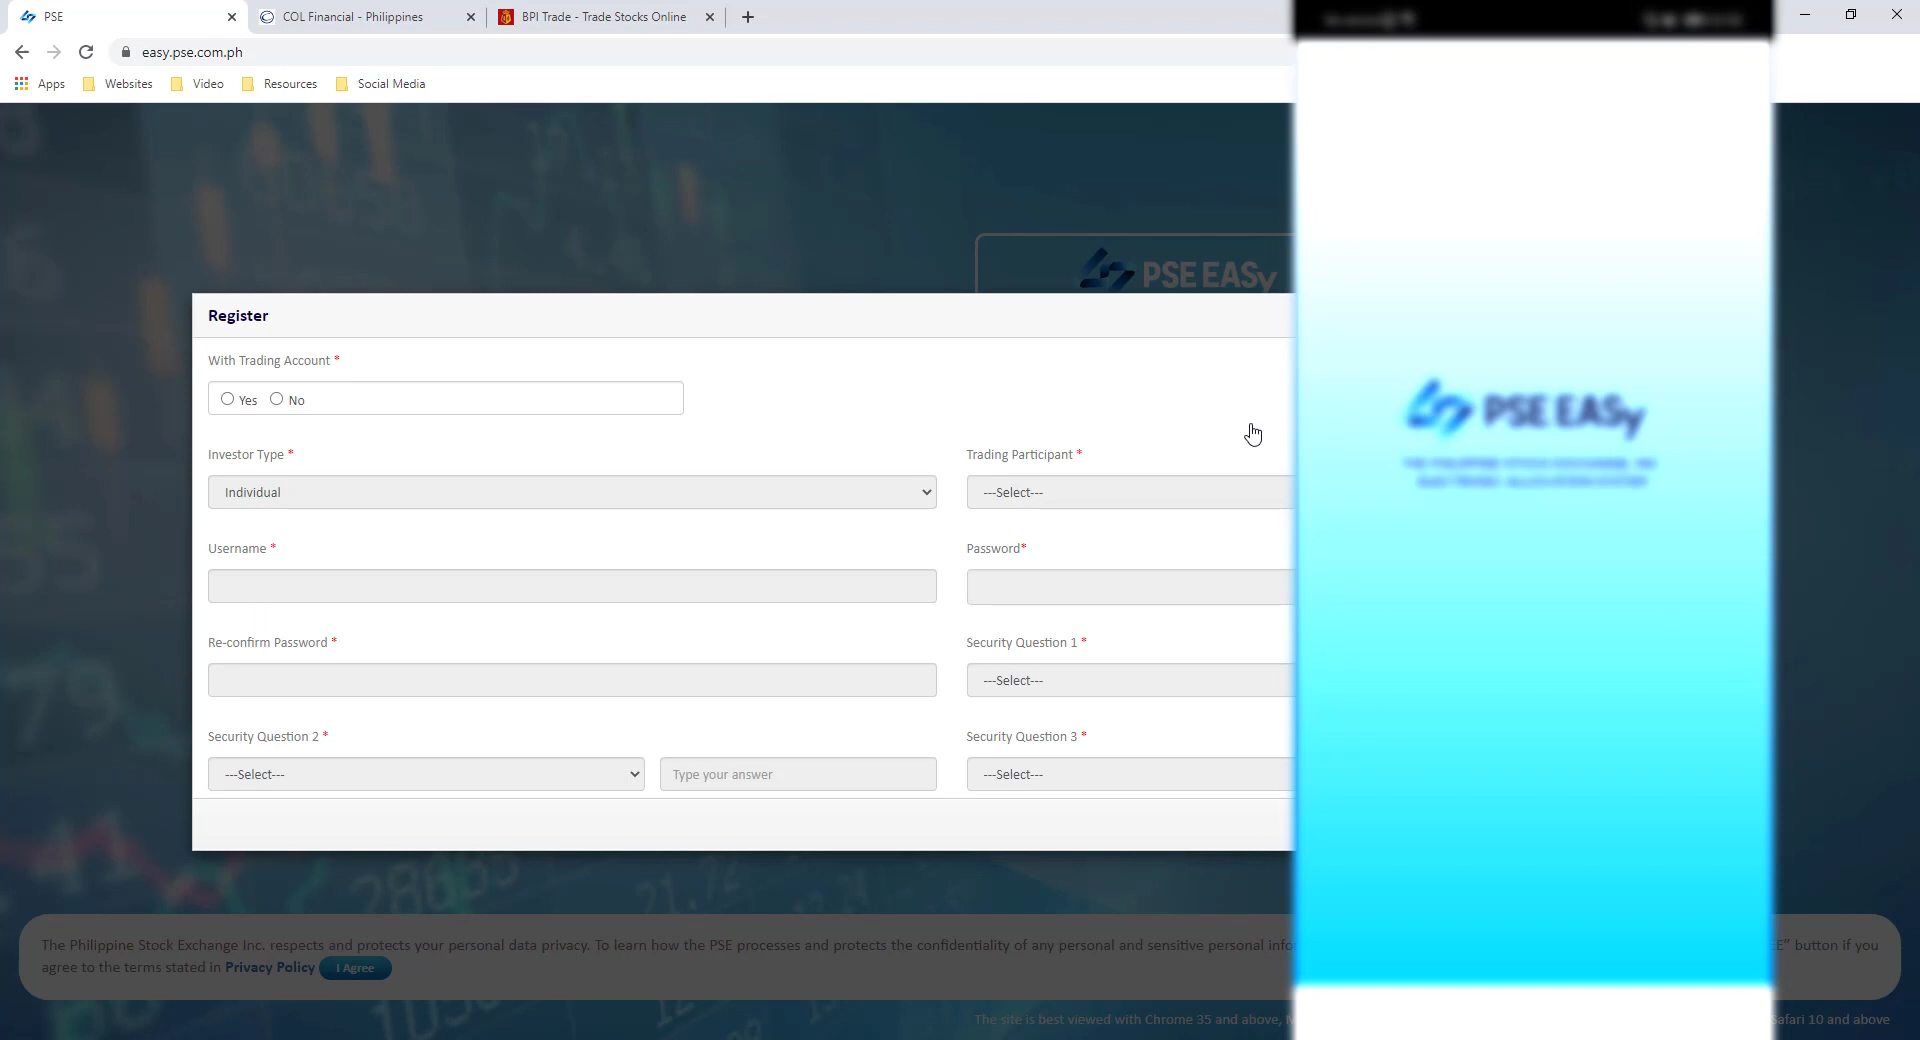 PSE
COL Financial - Philippines
BPI Trade - Trade Stocks Online
easy.pse.com.ph
Apps
Websites
Video
Resources
Social Media
PSE EASy
Register
With Trading Account *
Yes
No
Investor Type *
Trading Participant *
Individual
---Select---
Username *
Password*
Re-confirm Password *
Security Question 1 *
---Select---
Security Question 2 *
Security Question 3 *
---Select---
Type your answer
---Select---
PSE EASy
The Philippine Stock Exchange Inc. respects and protects your personal data privacy. To learn how the PSE processes and protects the confidentiality of any personal and sensitive personal
E” button if you
agree to the terms stated in Privacy Policy I Agree
The site is best viewed with Chrome 35 and above,
Safari 10 and above